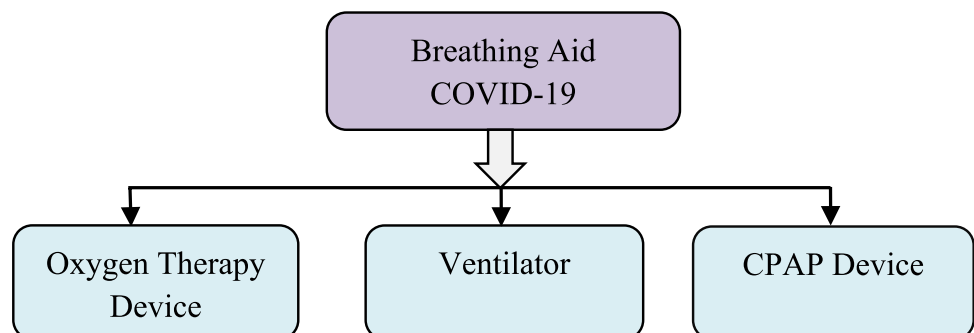 Breathing Aid
COVID-19
Oxygen Therapy
Device
Ventilator
CPAP Device